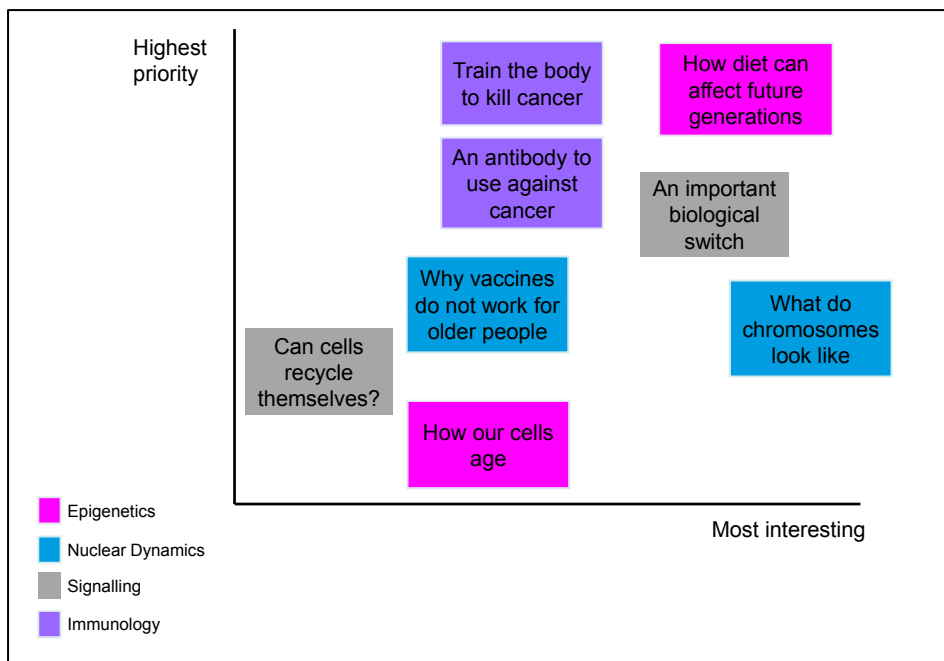 Highest
priority
Train the body
to kill cancer
How diet can
affect future
generations
An antibody to
use against
cancer
An important
biological
switch
Why vaccines
do not work for
older people
What do
chromosomes
look like
Can cells
recycle
themselves?
How our cells
age
Most interesting
Epigenetics
Nuclear Dynamics
Signalling
Immunology